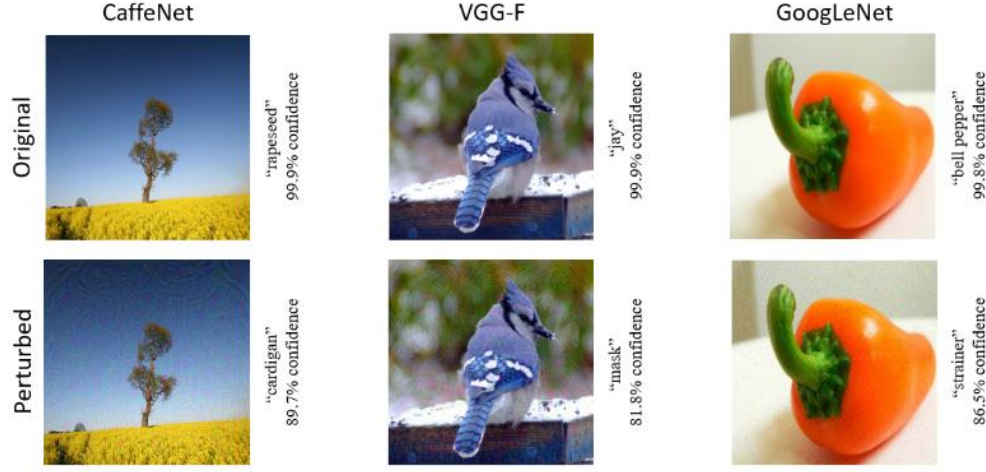 CaffeNet
VGG-F
GoogLeNet
Original
“rapeseed”
99.9% confidence
“jay”
99.9% confidence
“bell pepper”
99.8% confidence
Perturbed
“cardigan”
89.7% confidence
“mask”
81.8% confidence
“strainer”
86.5% confidence